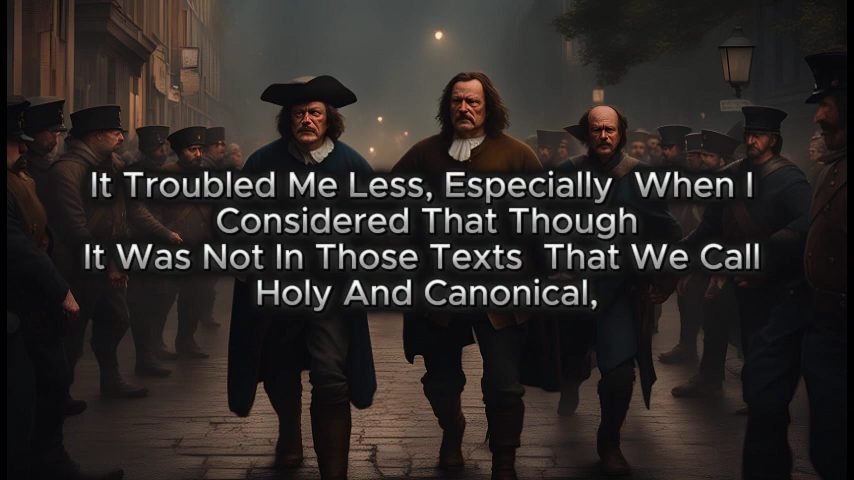 It Troubled Me Less, Especially When I
Considered That Though
It Was Not In Those Texts That We Call
Holy And Canonical,